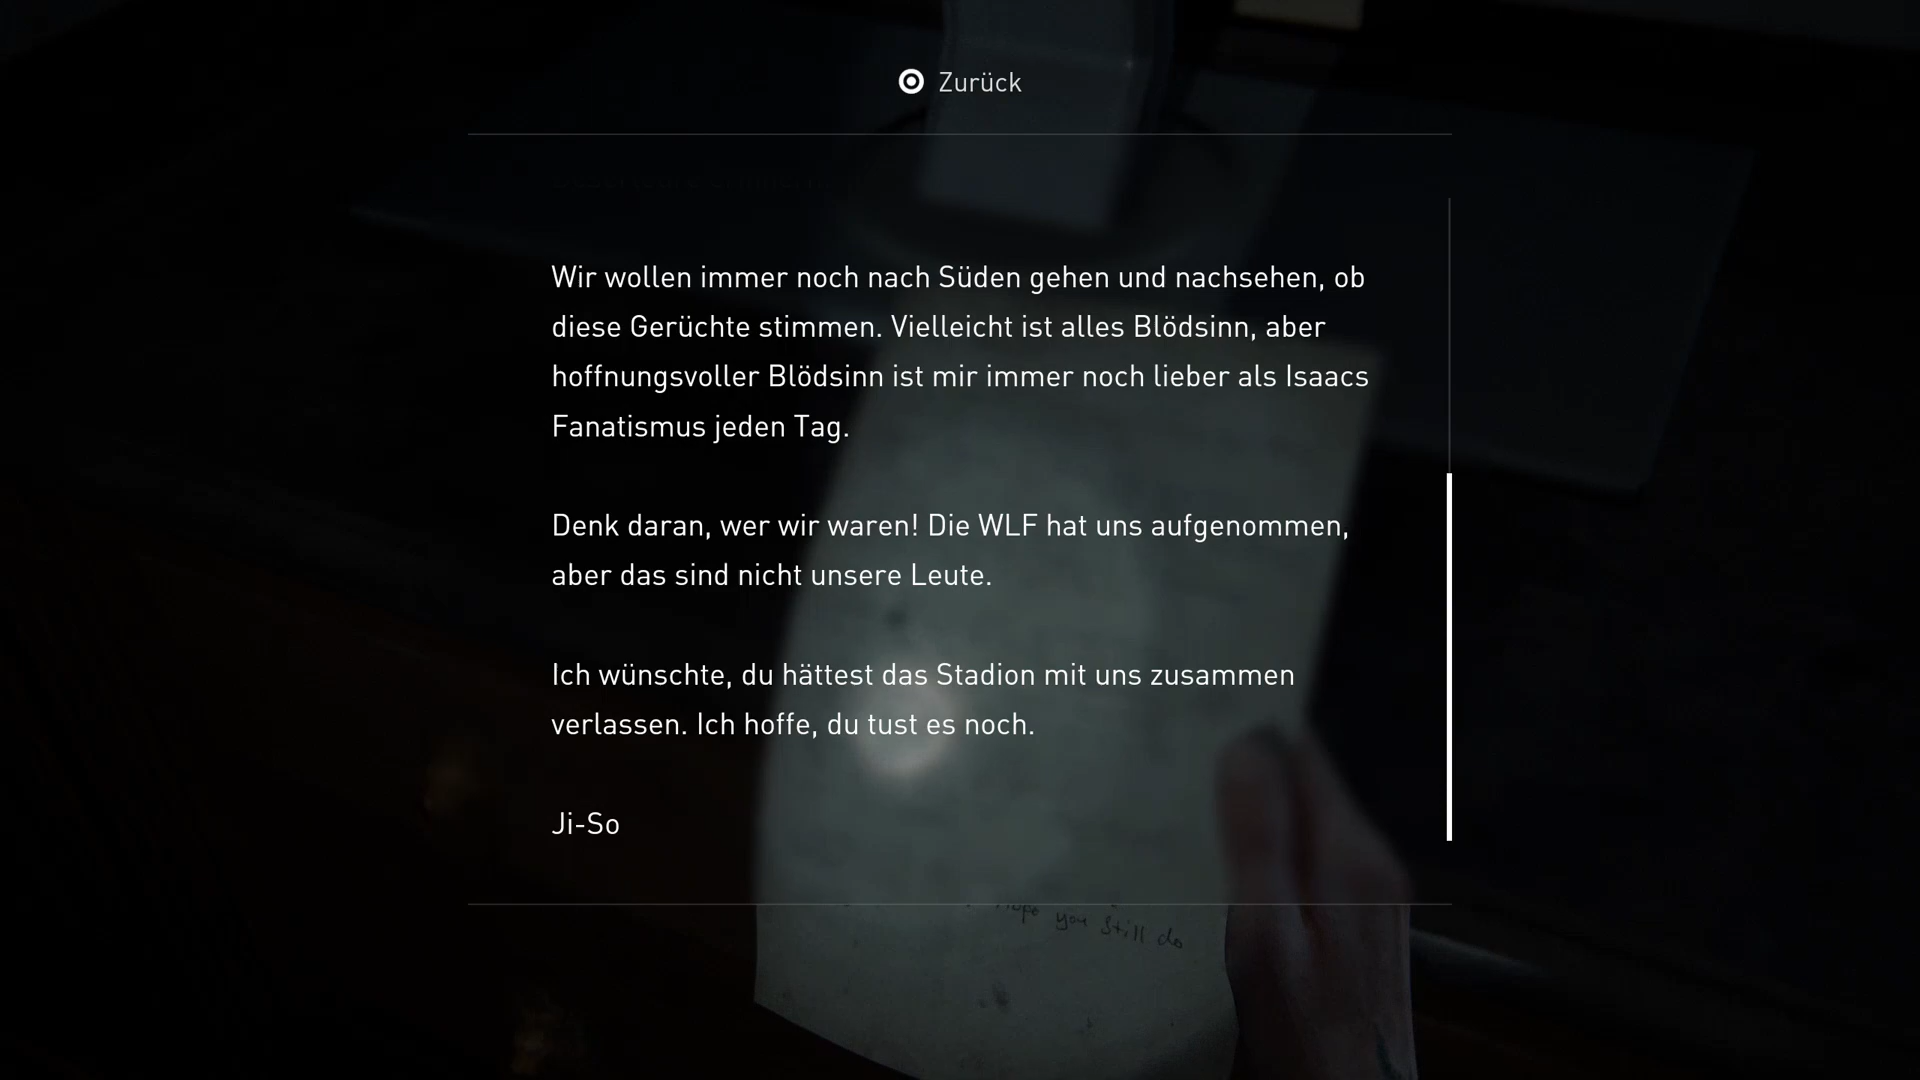 Zurück
Wir wollen immer noch nach Süden gehen und nachsehen, ob
diese Gerüchte stimmen. Vielleicht ist alles Blödsinn, aber
hoffnungsvoller Blödsinn ist mir immer noch lieber als Isaacs
Fanatismus jeden Tag.
Denk daran, wer wir waren! Die WLF hat uns aufgenommen,
aber das sind nicht unsere Leute.
Ich wünschte, du hättest das Stadion mit uns zusammen
verlassen. Ich hoffe, du tust es noch.
Ji-So
hope you still do